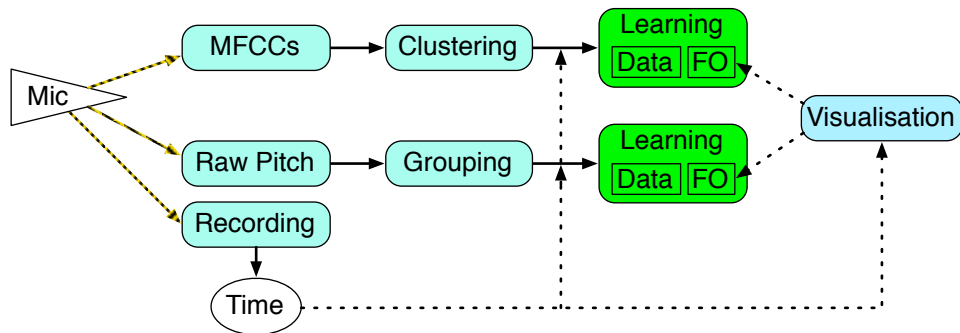 Mic
MFCCs
Clustering
Learning
Data FO
Visualisation
Raw Pitch
Grouping
Learning
Data FO
Recording
Time